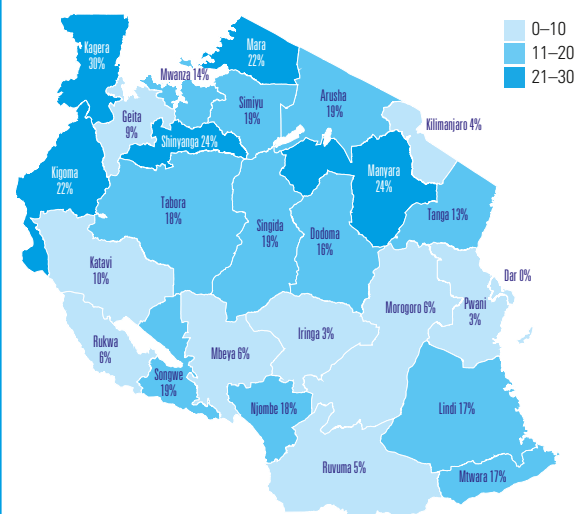 0–10
11–20
21–30
Kagera
30%
Mara
22%
Mwanza 14%
Geita
9%
Simiyu
19%
Arusha
19%
Kilimanjaro 4%
Shinyanga 24%
Kigoma
22%
Manyara
24%
Tabora
18%
Singida
19%
Dodoma
16%
Tanga 13%
Katavi
10%
Dar 0%
Morogoro 6%
Pwani
3%
Rukwa
6%
Mbeya 6%
Iringa 3%
Songwe
19%
Njombe 18%
Lindi 17%
Ruvuma 5%
Mtwara 17%